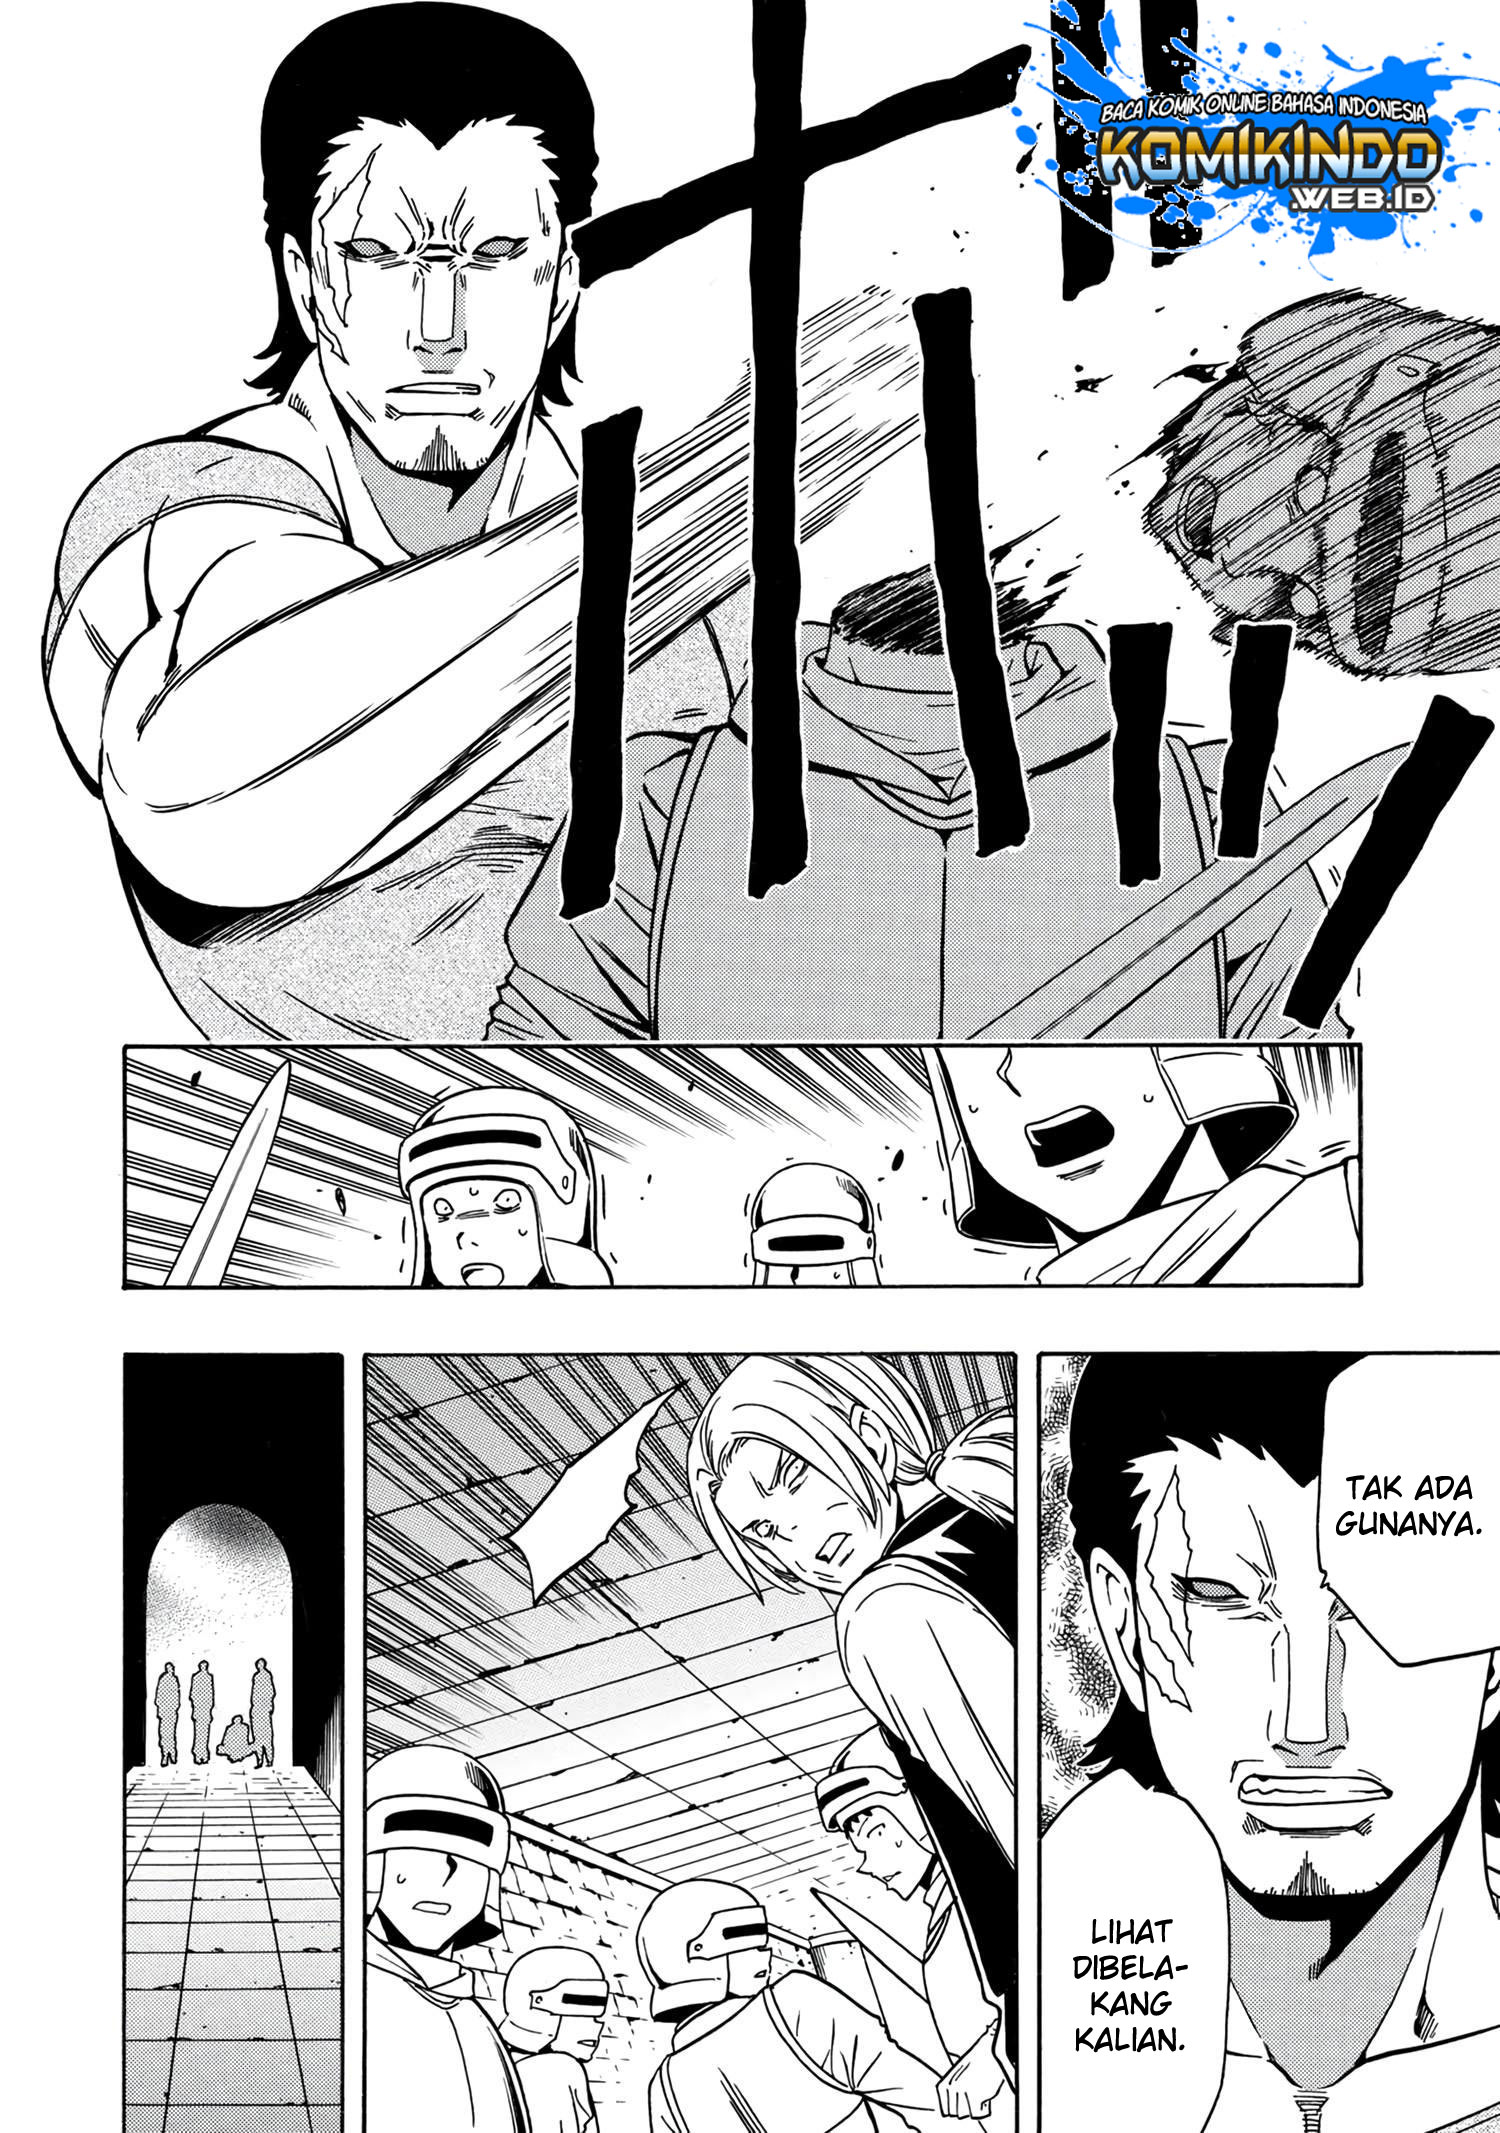 BACA KOMIK ONLINE BAHASA INDONESIA
KOMIKINDO
.WEB.ID
TAK ADA
GUNANYA.
LIHAT
DIBELA-
KANG
KALIAN.